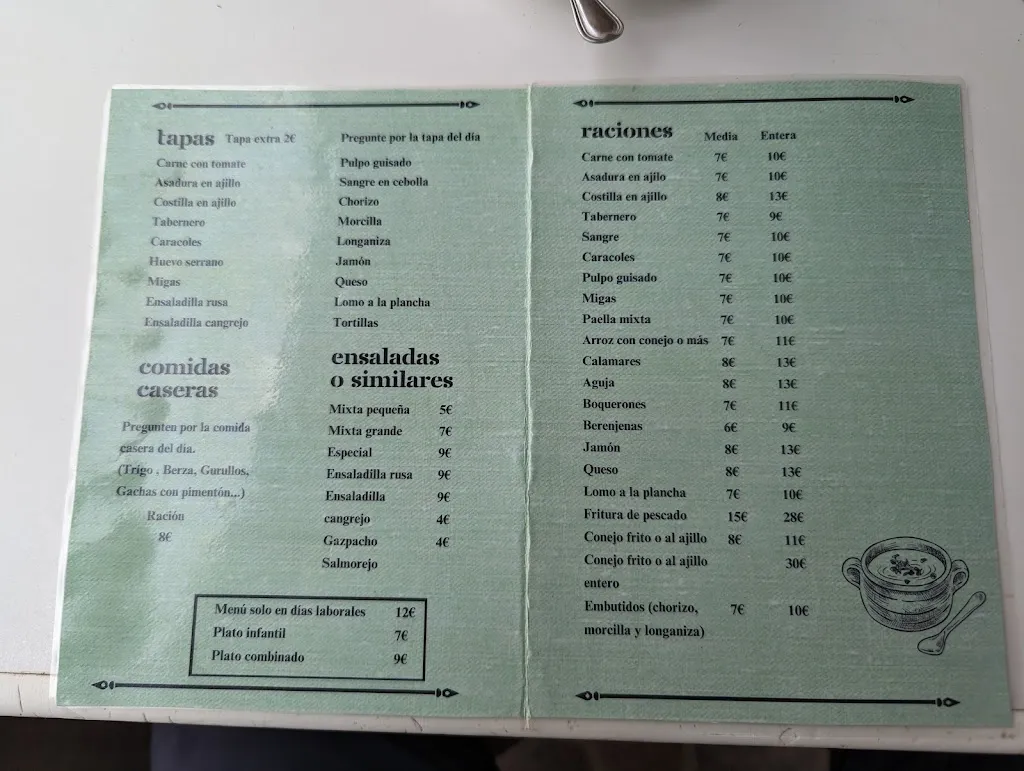 tapas Tapa extra 2€
Carne con tomate
Asadura en ajillo
Costilla en ajillo
Tabernero
Caracoles
Huevo serrano
Migas
Ensaladilla rusa
Ensaladilla cangrejo
Pregunte por la tapa del día
Pulpo guisado
Sangre en cebolla
Chorizo
Morcilla
Longaniza
Jamón
Queso
Lomo a la plancha
Tortillas
comidas
caseras
Pregunten por la comida
casera del dia.
(Trigo , Berza, Gurullos,
Gachas con pimentón...)
Ración
8€
ensaladas
o similares
Mixta pequeña 5€
Mixta grande 7€
Especial 9€
Ensaladilla rusa 9€
Ensaladilla 9€
cangrejo 4€
Gazpacho 4€
Salmorejo
Menú solo en días laborales 12€
Plato infantil 7€
Plato combinado 9€
raciones Media Entera
Carne con tomate 7€ 10€
Asadura en ajilo 7€ 10€
Costilla en ajillo 8€ 13€
Tabernero 7€ 9€
Sangre 7€ 10€
Caracoles 7€ 10€
Pulpo guisado 7€ 10€
Migas 7€ 10€
Paella mixta 7€ 10€
Arroz con conejo o más 7€ 11€
Calamares 8€ 13€
Aguja 8€ 13€
Boquerones 7€ 11€
Berenjenas 6€ 9€
Jamón 8€ 13€
Queso 8€ 13€
Lomo a la plancha 7€ 10€
Fritura de pescado 15€ 28€
Conejo frito o al ajillo 8€ 11€
Conejo frito o al ajillo 30€
entero
Embutidos (chorizo, 7€ 10€
morcilla y longaniza)